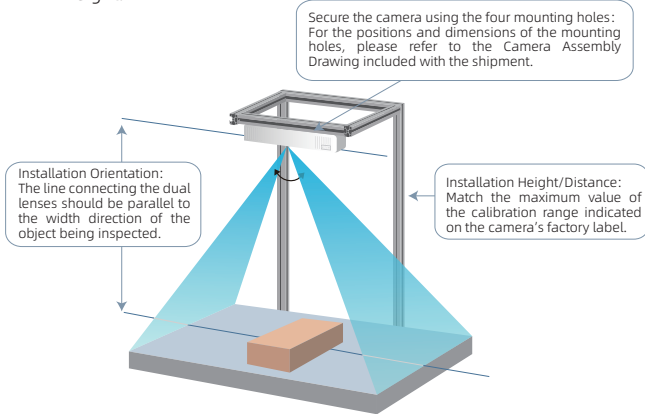 Secure the camera using the four mounting holes:
For the positions and dimensions of the mounting
holes, please refer to the Camera Assembly
Drawing included with the shipment.
Installation Orientation:
The line connecting the dual
lenses should be parallel to
the width direction of the
object being inspected.
Installation Height/Distance:
Match the maximum value of
the calibration range indicated
on the camera's factory label.